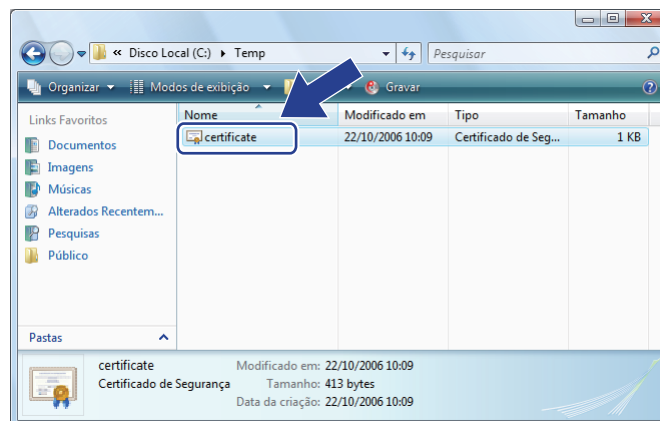 « Disco Local (C:) ▸ Temp
Pesquisar
Organizar
Modos de exibição
Gravar
Links Favoritos
Documentos
Imagens
Músicas
Alterados Recentem...
Pesquisas
Público
Pastas
Nome Modificado em Tipo Tamanho
certificate 22/10/2006 10:09 Certificado de Seg... 1 KB
certificate Modificado em: 22/10/2006 10:09
Certificado de Segurança Tamanho: 413 bytes
Data da criação: 22/10/2006 10:09